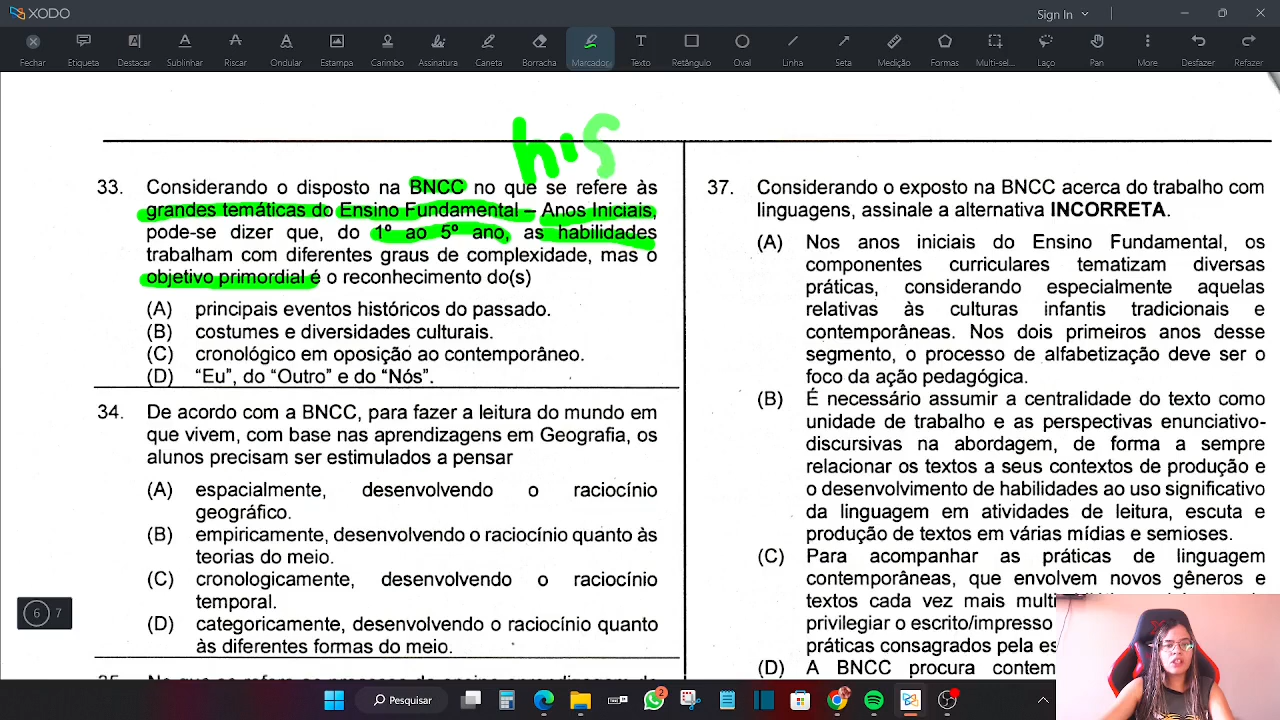 XODO
Sign In
Fechar
Etiqueta
Destacar
Sublinhar
Riscar
Ondular
Estampa
Carimbo
Assinatura
Caneta
Borracha
Marcador
Texto
Retângulo
Oval
Linha
Seta
Medição
Formas
Multi-sel...
Laço
Pan
Mais
Desfazer
Refazer
his
33. Considerando o disposto na BNCC no que se refere às
grandes temáticas do Ensino Fundamental – Anos Iniciais,
pode-se dizer que, do 1º ao 5º ano, as habilidades
trabalham com diferentes graus de complexidade, mas o
objetivo primordial é o reconhecimento do(s)
(A) principais eventos históricos do passado.
(B) costumes e diversidades culturais.
(C) cronológico em oposição ao contemporâneo.
(D) “Eu”, do “Outro” e do “Nós”.
34. De acordo com a BNCC, para fazer a leitura do mundo em
que vivem, com base nas aprendizagens em Geografia, os
alunos precisam ser estimulados a pensar
(A) espacialmente, desenvolvendo o raciocínio
geográfico.
(B) empiricamente, desenvolvendo o raciocínio quanto às
teorias do meio.
(C) cronologicamente, desenvolvendo o raciocínio
temporal.
(D) categoricamente, desenvolvendo o raciocínio quanto
às diferentes formas do meio.
37. Considerando o exposto na BNCC acerca do trabalho com
linguagens, assinale a alternativa INCORRETA.
(A) Nos anos iniciais do Ensino Fundamental, os
componentes curriculares tematizam diversas
práticas, considerando especialmente aquelas
relativas às culturas infantis tradicionais e
contemporâneas. Nos dois primeiros anos desse
segmento, o processo de alfabetização deve ser o
foco da ação pedagógica.
(B) É necessário assumir a centralidade do texto como
unidade de trabalho e as perspectivas enunciativo-
discursivas na abordagem, de forma a sempre
relacionar os textos a seus contextos de produção e
o desenvolvimento de habilidades ao uso significativo
da linguagem em atividades de leitura, escuta e
produção de textos em várias mídias e semioses.
(C) Para acompanhar as práticas de linguagem
contemporâneas, que envolvem novos gêneros e
textos cada vez mais multi
privilegiar o escrito/impresso
práticas consagrados pela es
(D) A BNCC procura contem
6 7
Pesquisar
2